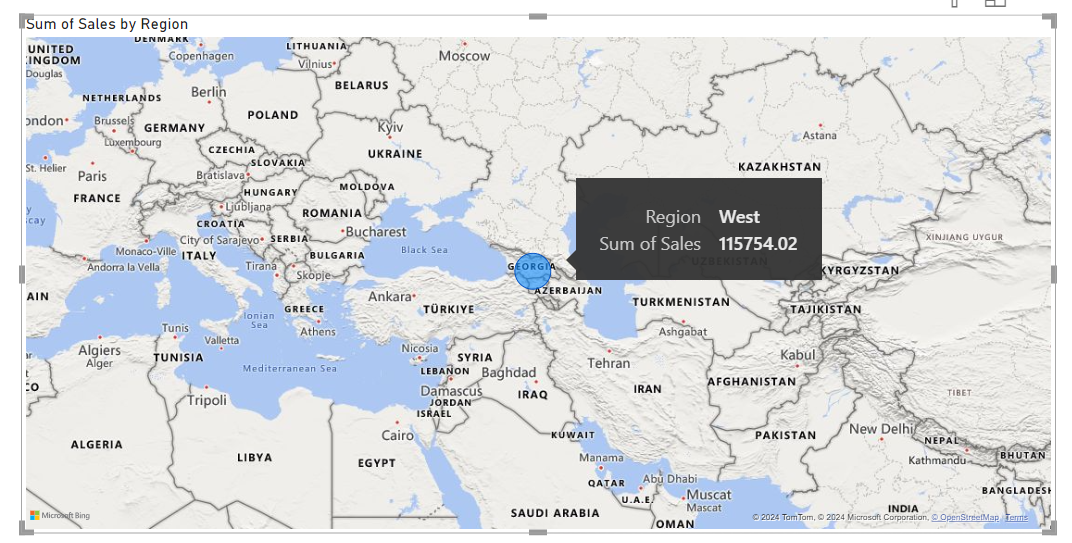 Sum of Sales by Region
DENMARK
UNITED
KINGDOM
Copenhagen
LITHUANIA
Vilnius
Moscow
Douglas
BELARUS
NETHERLANDS
Berlin
POLAND
Astana
Brussels
GERMANY
Kyiv
Luxembourg
CZECHIA
UKRAINE
St. Helier
Paris
SLOVAKIA
KAZAKHSTAN
Bratislava
FRANCE
HUNGARY
MOLDOVA
Ljubljana
ROMANIA
Region West
CROATIA
Bucharest
City of Sarajevo
SERBIA
XINJIANG UYGUR
Sum of Sales 115754.02
Monaco-Ville
ITALY
BULGARIA
Black Sea
UZBEKISTAN
Andorra la Vella
Tirana
Skopje
GEORGIA
KYRGYZSTAN
AZERBAIJAN
Ankara
TÜRKIYE
TURKMENISTAN
TAJIKISTAN
GREECE
Ionian
Sea
Tunis
Athens
Ashgabat
Valletta
Algiers
Alger
Nicosia
TUNISIA
SYRIA
Tehran
Kabul
Mediterranean Sea
LEBANON
Baghdad
AFGHANISTAN
Damascus
IRAN
IRAQ
TIBET
Tripoli
JORDAN
ISRAEL
Cairo
KUWAIT
PAKISTAN
New Delhi
ALGERIA
NEPAL
LIBYA
EGYPT
Manama
Kathmandu
BHUTAN
QATAR
Abu Dhabi
U.A.E.
Muscat
Muscat
BANGLADESH
SAUDI ARABIA
INDIA
OMAN
Microsoft Bing
© 2024 TomTom, © 2024 Microsoft Corporation, © OpenStreetMap Terms